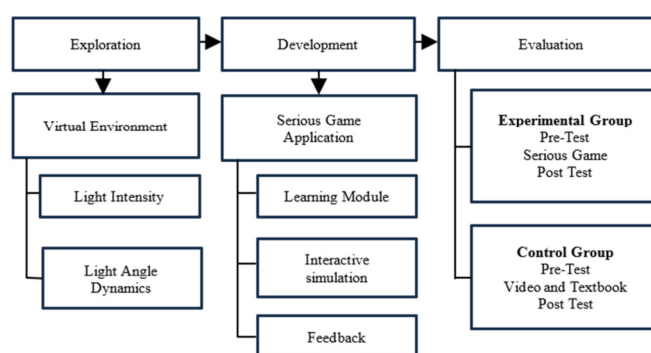 Exploration
Development
Evaluation
Virtual Environment
Light Intensity
Light Angle
Dynamics
Serious Game
Application
Learning Module
Interactive
simulation
Feedback
Experimental Group
Pre-Test
Serious Game
Post Test
Control Group
Pre-Test
Video and Textbook
Post Test